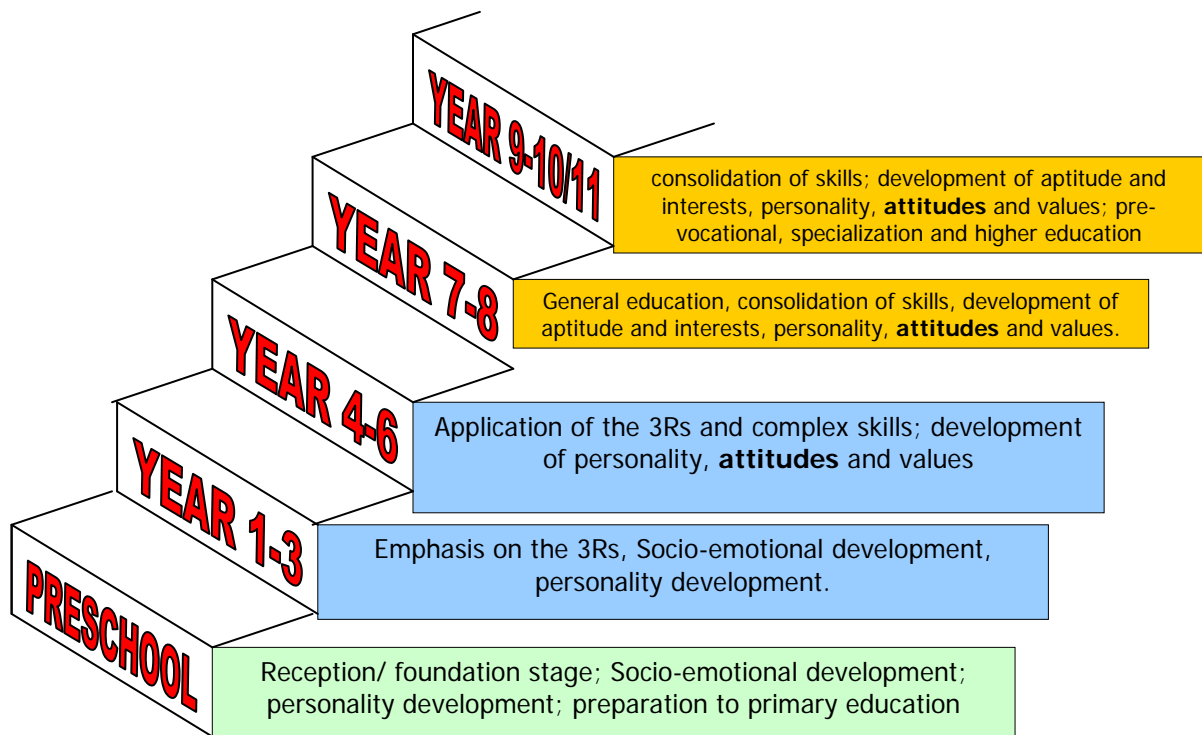 YEAR 9-10/11
consolidation of skills; development of aptitude and
interests, personality, attitudes and values; pre-
vocational, specialization and higher education
YEAR 7-8
General education, consolidation of skills, development of
aptitude and interests, personality, attitudes and values.
YEAR 4-6
Application of the 3Rs and complex skills; development
of personality, attitudes and values
YEAR 1-3
Emphasis on the 3Rs, Socio-emotional development,
personality development.
PRESCHOOL
Reception/ foundation stage; Socio-emotional development;
personality development; preparation to primary education